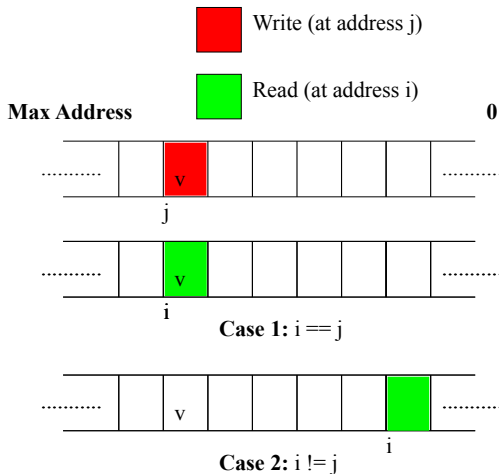 Write (at address j)
Read (at address i)
Max Address 0
............ v ............
j
............ v ............
i
Case 1: i == j
............ v ............
i
Case 2: i != j